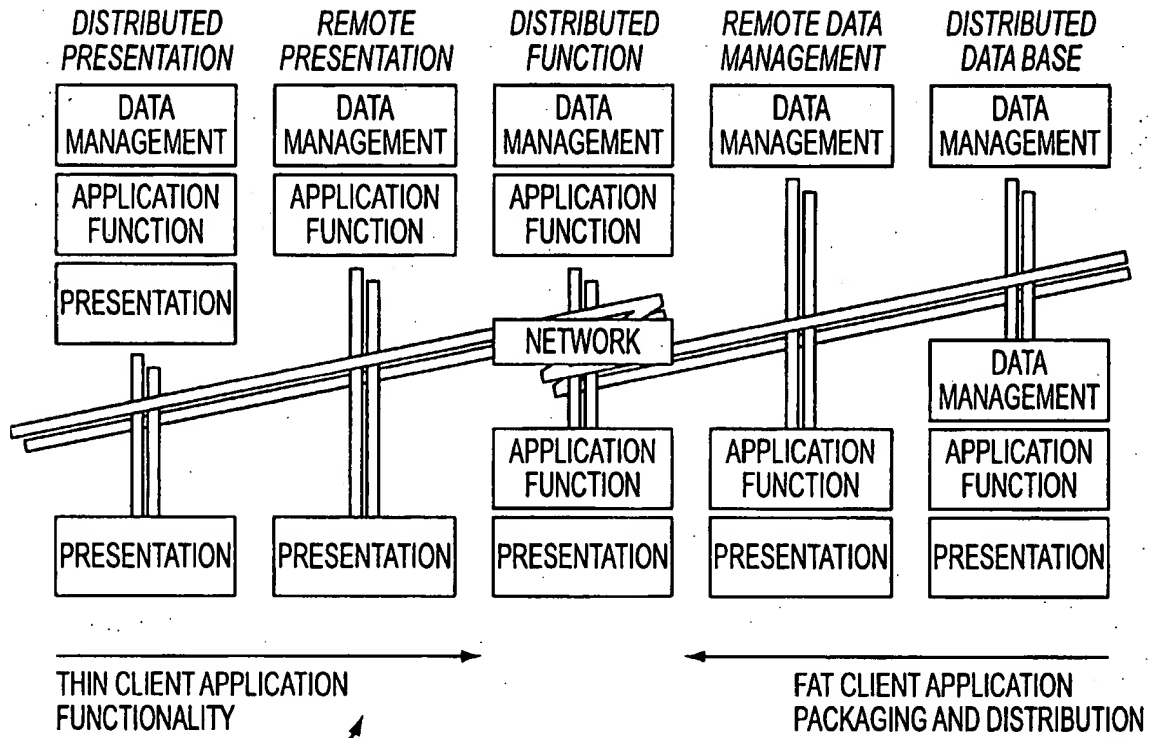 DISTRIBUTED
PRESENTATION
REMOTE
PRESENTATION
DISTRIBUTED
FUNCTION
REMOTE DATA
MANAGEMENT
DISTRIBUTED
DATA BASE
DATA
MANAGEMENT
APPLICATION
FUNCTION
PRESENTATION
PRESENTATION
DATA
MANAGEMENT
APPLICATION
FUNCTION
PRESENTATION
DATA
MANAGEMENT
APPLICATION
FUNCTION
NETWORK
APPLICATION
FUNCTION
PRESENTATION
DATA
MANAGEMENT
APPLICATION
FUNCTION
PRESENTATION
DATA
MANAGEMENT
DATA
MANAGEMENT
APPLICATION
FUNCTION
PRESENTATION
THIN CLIENT APPLICATION
FUNCTIONALITY
FAT CLIENT APPLICATION
PACKAGING AND DISTRIBUTION